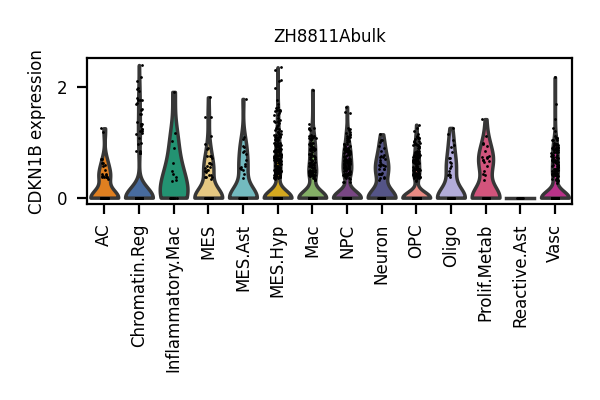 ZH8811Abulk
CDKN1B expression
2
0
AC
Chromatin.Reg
Inflammatory.Mac
MES
MES.Ast
MES.Hyp
Mac
NPC
Neuron
OPC
Oligo
Prolif.Metab
Reactive.Ast
Vasc